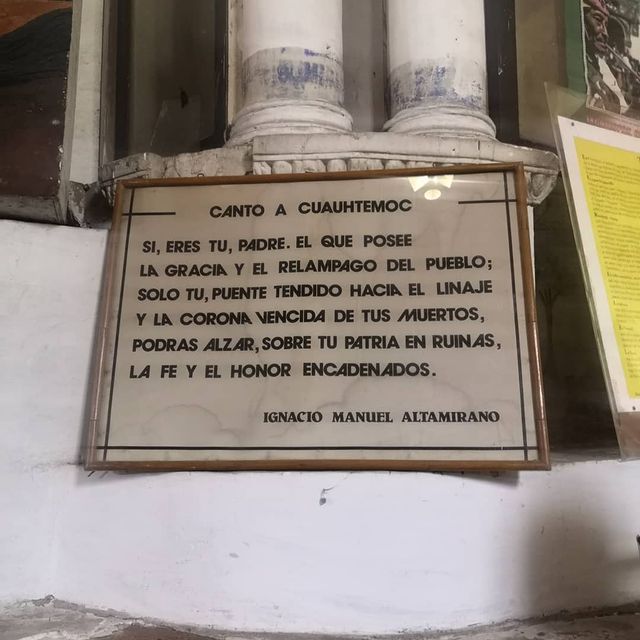 CANTO A CUAUHTEMOC
SI, ERES TU, PADRE. EL QUE POSEE
LA GRACIA Y EL RELAMPAGO DEL PUEBLO;
SOLO TU, PUENTE TENDIDO HACIA EL LINAJE
Y LA CORONA VENCIDA DE TUS MUERTOS,
PODRAS ALZAR, SOBRE TU PATRIA EN RUINAS,
LA FE Y EL HONOR ENCADENADOS.
IGNACIO MANUEL ALTAMIRANO